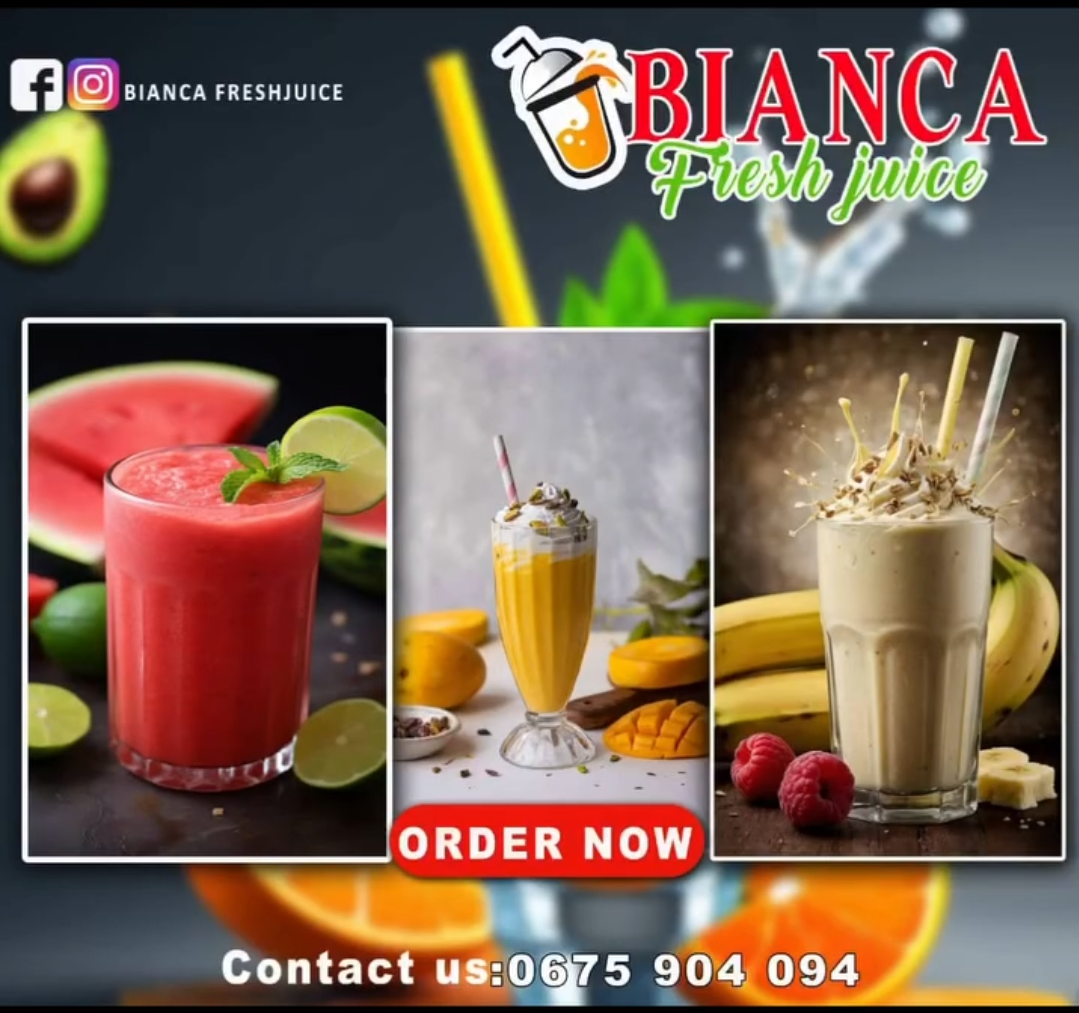 BIANCA FRESHJUICE
BIANCA
Fresh juice
ORDER NOW
Contact us:0675 904 094